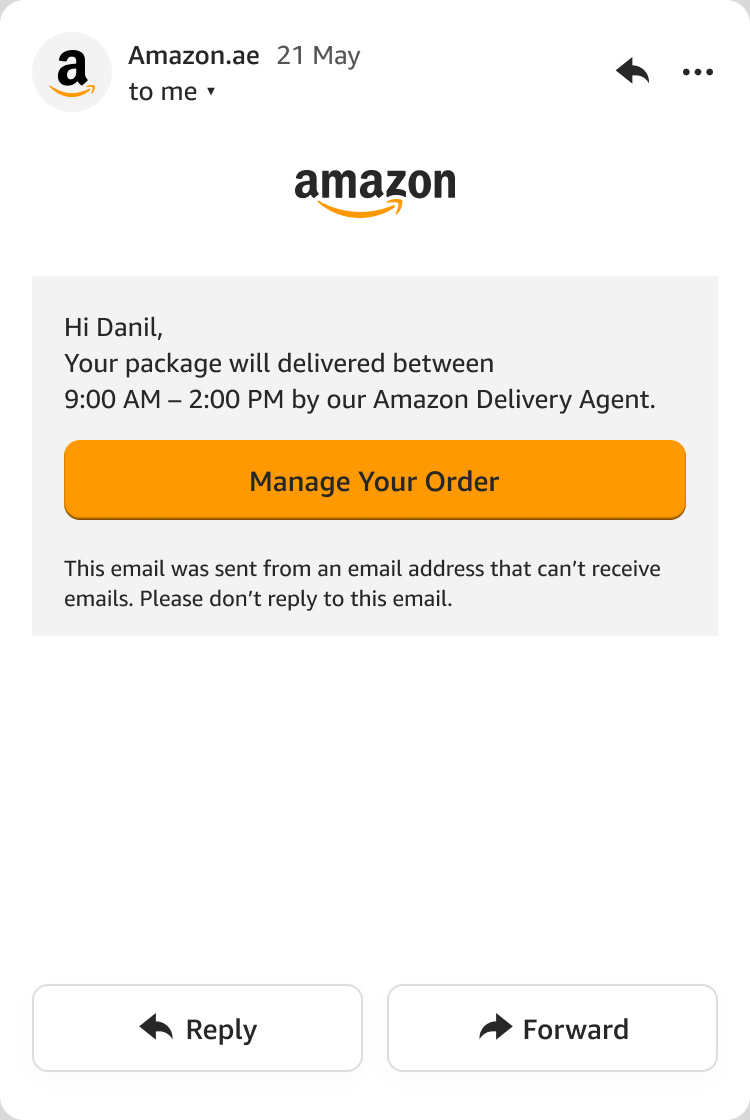 a
Amazon.ae 21 May
to me
amazon
Hi Danil,
Your package will delivered between
9:00 AM – 2:00 PM by our Amazon Delivery Agent.
Manage Your Order
This email was sent from an email address that can’t receive
emails. Please don’t reply to this email.
Reply
Forward